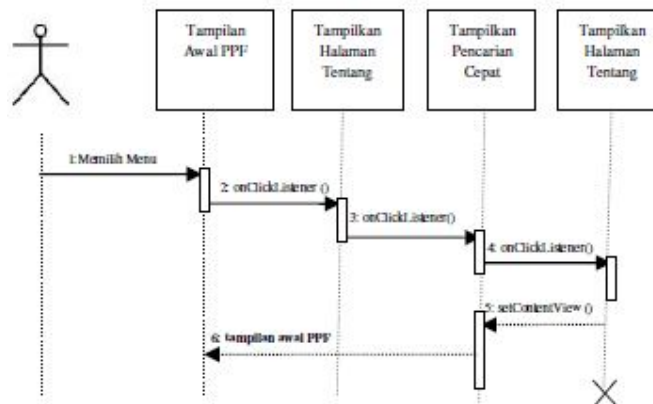 Tampilan
Awal PPF
Tampilkan
Halaman
Tentang
Tampilkan
Pencarian
Cepat
Tampilkan
Halaman
Tentang
1: Memilih Menu
2: onClickListener ()
3: onClickListener()
4: onClickListener()
5: setContentView ()
6: tampilan awal PPF